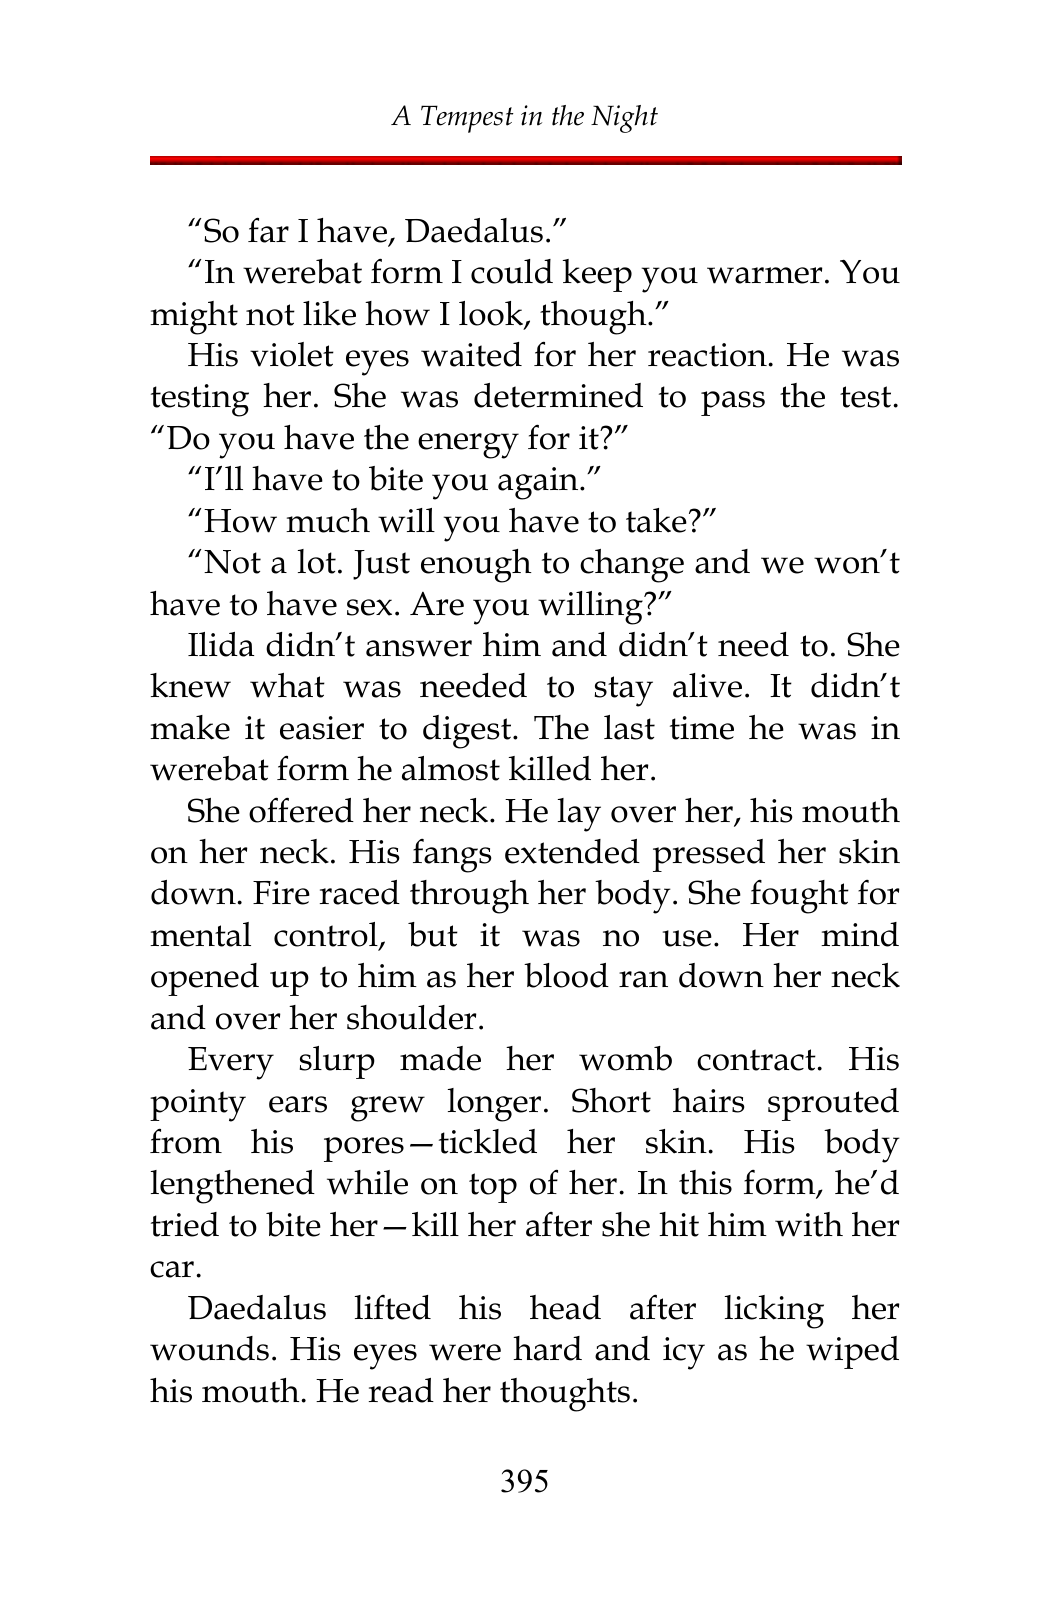 A Tempest in the Night
“So far I have, Daedalus.”
“In werebat form I could keep you warmer. You
might not like how I look, though.”
His violet eyes waited for her reaction. He was
testing her. She was determined to pass the test.
“Do you have the energy for it?”
“I’ll have to bite you again.”
“How much will you have to take?”
“Not a lot. Just enough to change and we won’t
have to have sex. Are you willing?”
Ilida didn’t answer him and didn’t need to. She
knew what was needed to stay alive. It didn’t
make it easier to digest. The last time he was in
werebat form he almost killed her.
She offered her neck. He lay over her, his mouth
on her neck. His fangs extended pressed her skin
down. Fire raced through her body. She fought for
mental control, but it was no use. Her mind
opened up to him as her blood ran down her neck
and over her shoulder.
Every slurp made her womb contract. His
pointy ears grew longer. Short hairs sprouted
from his pores—tickled her skin. His body
lengthened while on top of her. In this form, he’d
tried to bite her—kill her after she hit him with her
car.
Daedalus lifted his head after licking her
wounds. His eyes were hard and icy as he wiped
his mouth. He read her thoughts.
395